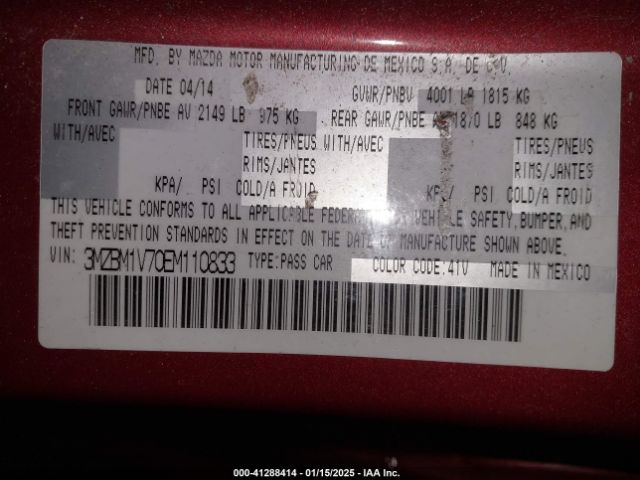 MFD. BY MAZDA MOTOR MANUFACTURING DE MEXICO S.A. DE C.V.
DATE 04/14 GVWR/PNBV 4001 LB 1815 KG
FRONT GAWR/PNBE AV 2149 LB 975 KG REAR GAWR/PNBE 1870 LB 848 KG
WITH/AVEC TIRES/PNEUS WITH/AVEC TIRES/PNEUS
RIMS/JANTES RIMS/JANTES
KPA/ PSI COLD/A FROID KPA/ PSI COLD/A FROID
THIS VEHICLE CONFORMS TO ALL APPLICABLE FEDERAL MOTOR VEHICLE SAFETY, BUMPER, AND
THEFT PREVENTION STANDARDS IN EFFECT ON THE DATE OF MANUFACTURE SHOWN ABOVE.
VIN: 3MZBM1V70EM110833 TYPE:PASS CAR COLOR CODE:41V MADE IN MEXICO
000-41288414 - 01/15/2025 - IAA Inc.